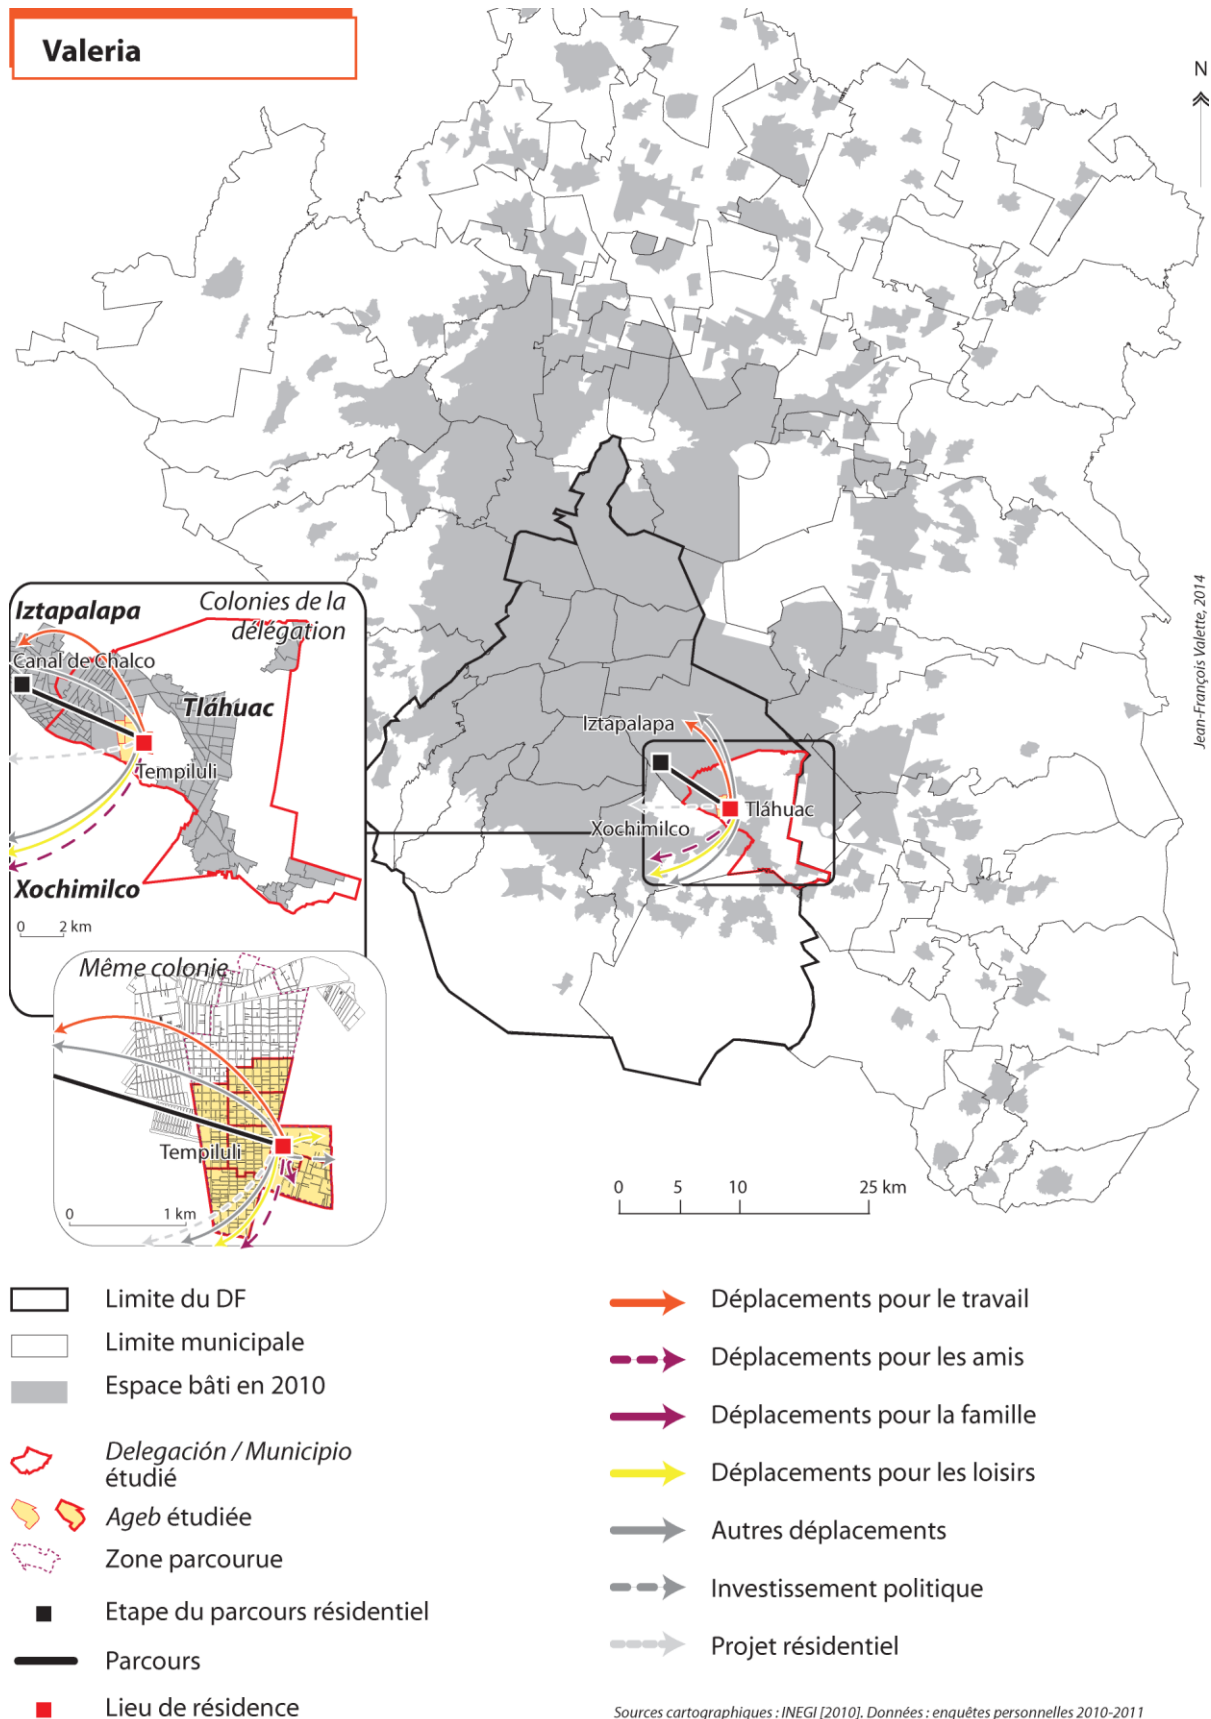 Valeria
N
Jean-François Valette, 2014
Iztapalapa
Colonies de la
délégation
Canal de Chalco
Tláhuac
Tempiluli
Xochimilco
0 2 km
Iztapalapa
Tláhuac
Xochimilco
Même colonie
Tempiluli
0 1 km
0 5 10 25 km
Limite du DF
Limite municipale
Espace bâti en 2010
Delegación / Municipio
étudié
Ageb étudiée
Zone parcourue
Etape du parcours résidentiel
Parcours
Lieu de résidence
Déplacements pour le travail
Déplacements pour les amis
Déplacements pour la famille
Déplacements pour les loisirs
Autres déplacements
Investissement politique
Projet résidentiel
Sources cartographiques : INEGI [2010]. Données : enquêtes personnelles 2010-2011